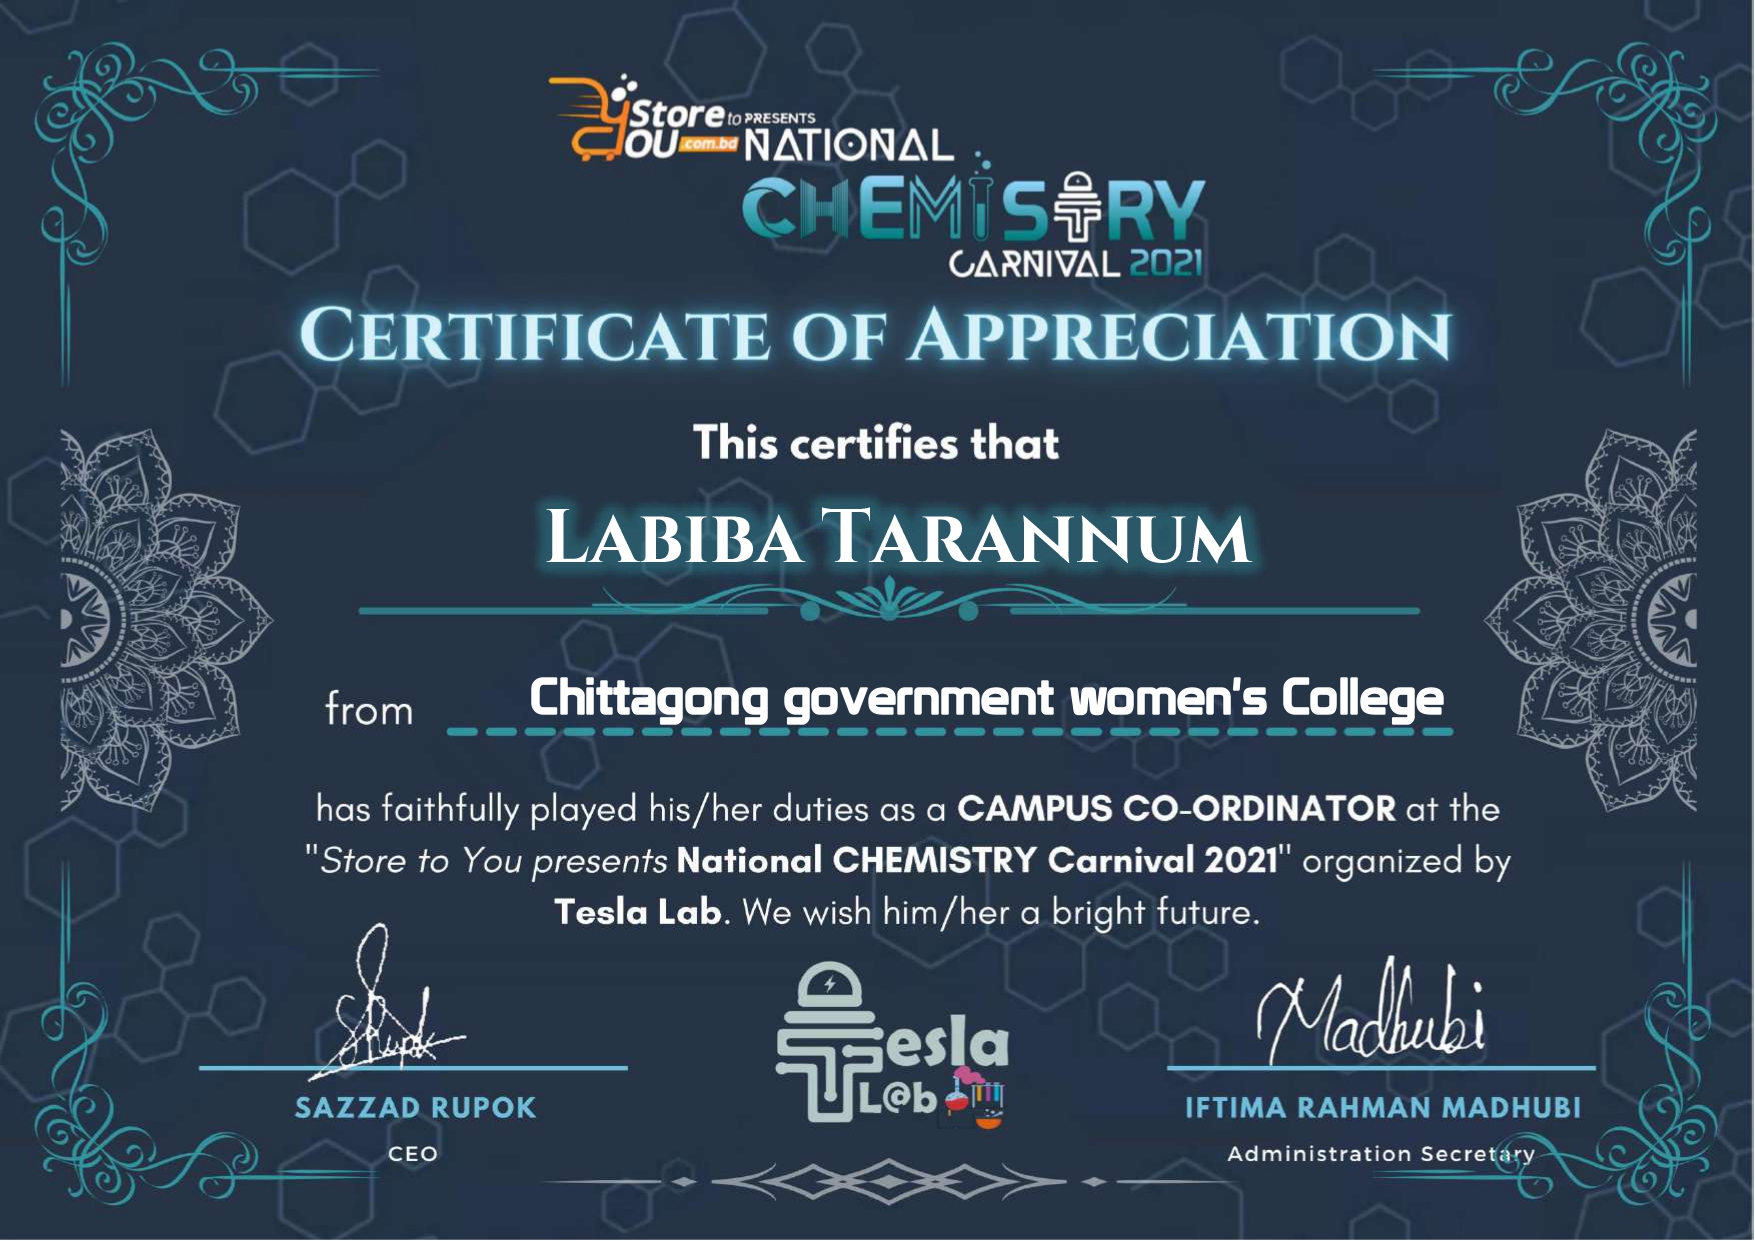 Store to PRESENTS
YOU.com.bd NATIONAL
CHEMISTRY
CARNIVAL 2021
CERTIFICATE OF APPRECIATION
This certifies that
LABIBA TARANNUM
from Chittagong government women's College
has faithfully played his/her duties as a CAMPUS CO-ORDINATOR at the
"Store to You presents National CHEMISTRY Carnival 2021" organized by
Tesla Lab. We wish him/her a bright future.
Rupok
Madhubi
Tesla
L@b
SAZZAD RUPOK
CEO
IFTIMA RAHMAN MADHUBI
Administration Secretary